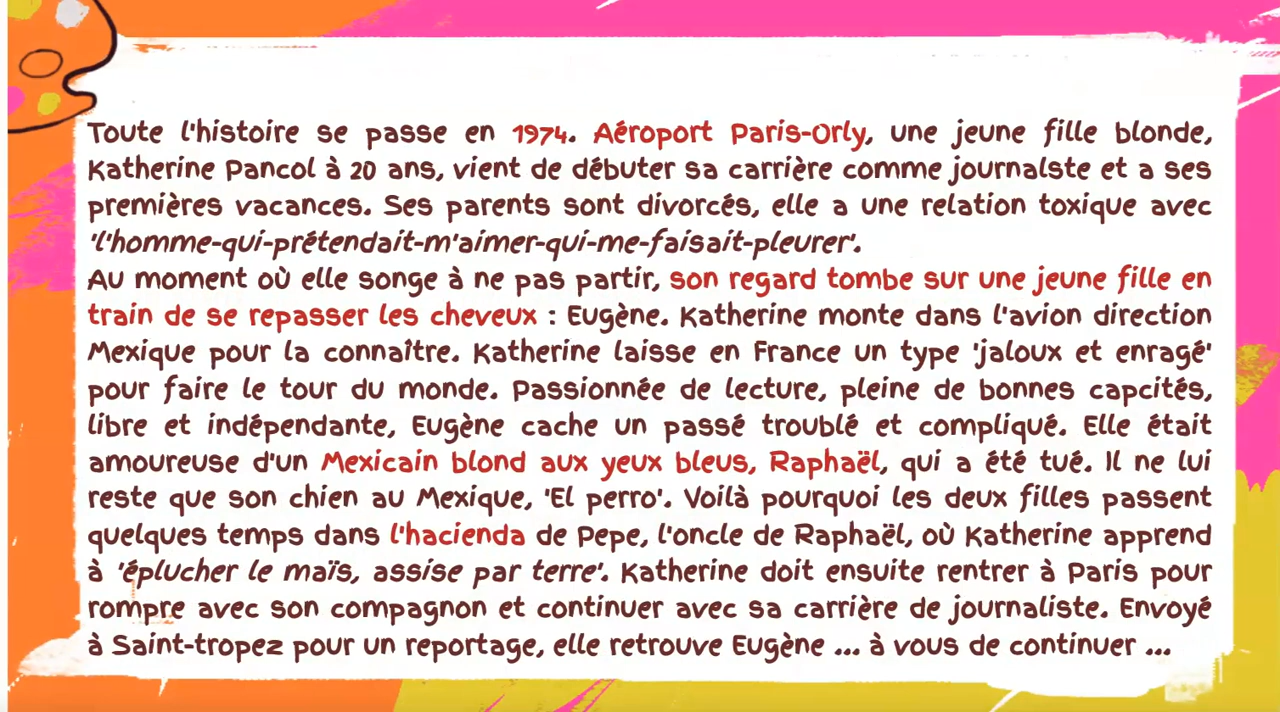 Toute l'histoire se passe en 1974. Aéroport Paris-Orly, une jeune fille blonde,
Katherine Pancol à 20 ans, vient de débuter sa carrière comme journalste et a ses
premières vacances. Ses parents sont divorcés, elle a une relation toxique avec
'l'homme-qui-prétendait-m'aimer-qui-me-faisait-pleurer'.
Au moment où elle songe à ne pas partir, son regard tombe sur une jeune fille en
train de se repasser les cheveux : Eugène. Katherine monte dans l'avion direction
Mexique pour la connaître. Katherine laisse en France un type 'jaloux et enragé'
pour faire le tour du monde. Passionnée de lecture, pleine de bonnes capcités,
libre et indépendante, Eugène cache un passé troublé et compliqué. Elle était
amoureuse d'un Mexicain blond aux yeux bleus, Raphaël, qui a été tué. Il ne lui
reste que son chien au Mexique, 'El perro'. Voilà pourquoi les deux filles passent
quelques temps dans l'hacienda de Pepe, l'oncle de Raphaël, où Katherine apprend
à 'éplucher le maïs, assise par terre'. Katherine doit ensuite rentrer à Paris pour
rompre avec son compagnon et continuer avec sa carrière de journaliste. Envoyé
à Saint-tropez pour un reportage, elle retrouve Eugène ... à vous de continuer ...